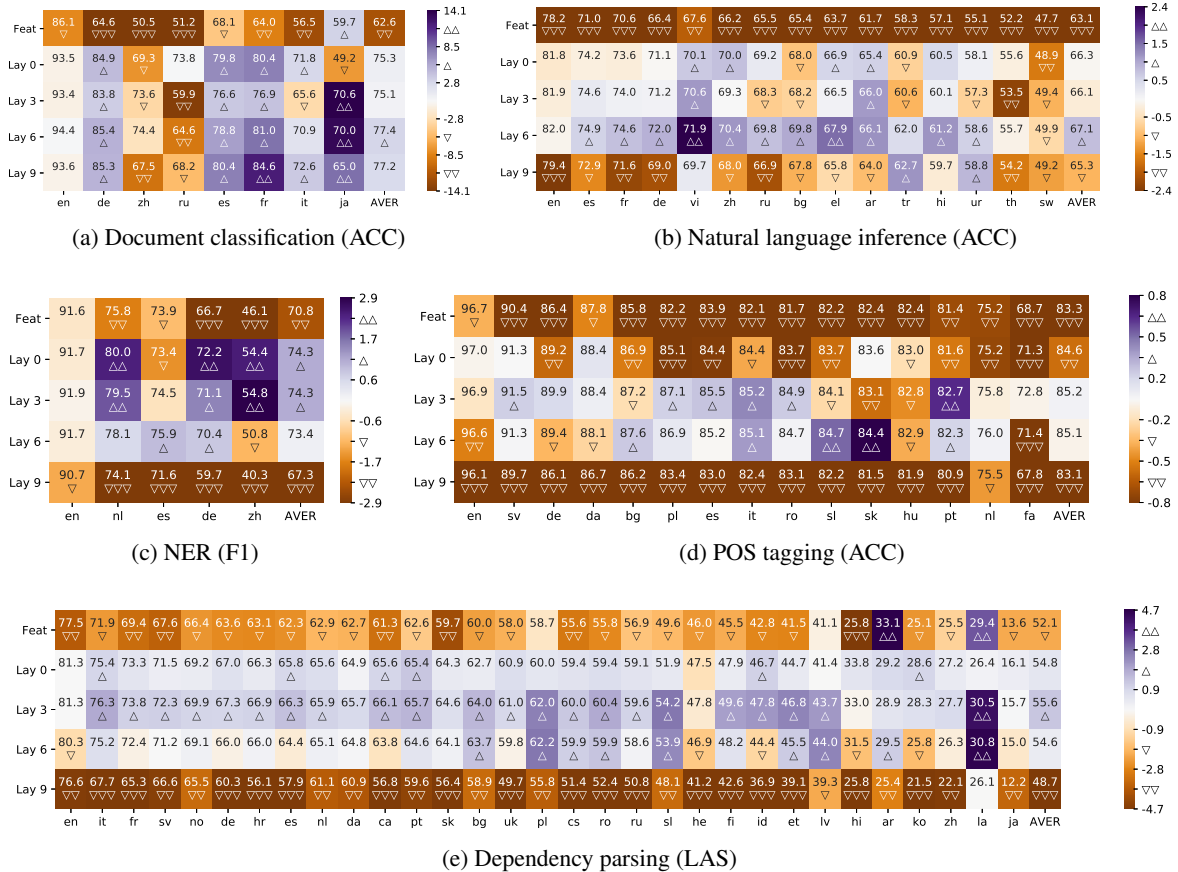 Feat 86.1 64.6 50.5 51.2 68.1 64.0 56.5 59.7 62.6
▽ ▽▽▽ ▽▽▽ ▽▽▽ ▽ ▽▽ ▽▽ △ ▽▽
Lay 0 93.5 84.9 69.3 73.8 79.8 80.4 71.8 49.2 75.3
△ ▽ △ △ △ ▽
Lay 3 93.4 83.8 73.6 59.9 76.6 76.9 65.6 70.6 75.1
△ ▽ ▽▽ △ △ ▽ △△
Lay 6 94.4 85.4 74.4 64.6 78.8 81.0 70.9 70.0 77.4
△ ▽▽ △ △ △△ △
Lay 9 93.6 85.3 67.5 68.2 80.4 84.6 72.6 65.0 77.2
△ ▽▽ ▽ △ △△ △ △△
en de zh ru es fr it ja AVER
14.1
△△
8.5
△
2.8
-2.8
▽
-8.5
▽▽
-14.1
(a) Document classification (ACC)
Feat 78.2 71.0 70.6 66.4 67.6 65.1 65.5 65.4 63.7 61.7 58.3 57.1 55.1 52.2 47.7 63.1
▽▽▽ ▽▽▽ ▽▽▽ ▽▽▽ ▽▽ ▽▽▽ ▽▽▽ ▽▽▽ ▽▽▽ ▽▽▽ ▽▽▽ ▽▽▽ ▽▽▽ ▽▽▽ ▽▽▽ ▽▽▽
Lay 0 81.8 74.2 73.6 71.1 70.1 70.0 69.2 68.0 66.9 65.4 60.9 60.5 58.1 55.6 48.9 66.3
△ △ ▽ △ △ ▽ △ ▽▽
Lay 3 81.9 74.6 74.0 71.2 70.6 69.3 68.3 68.2 66.5 66.0 60.6 60.1 57.3 53.5 49.4 66.1
△ ▽ ▽ △ ▽ ▽ ▽▽ ▽
Lay 6 82.0 74.9 74.6 72.0 71.9 70.4 69.8 69.8 67.9 66.1 62.0 61.2 58.6 55.7 49.9 67.1
△ △ △ △△ △ △ △ △△ △ △ △ ▽ △
Lay 9 79.4 72.9 71.6 69.0 69.7 68.0 66.9 67.8 65.8 64.0 62.7 59.7 58.8 54.2 49.2 65.3
▽▽▽ ▽ ▽▽ ▽▽ ▽▽ ▽▽ ▽ ▽ ▽ △ △ ▽▽ ▽ ▽
en es fr de vi zh ru bg el ar tr hi ur th sw AVER
2.4
△△
1.5
△
0.5
-0.5
▽
-1.5
▽▽
-2.4
(b) Natural language inference (ACC)
Feat 91.6 75.8 73.9 66.7 46.1 70.8
▽▽ ▽ ▽▽▽ ▽▽▽ ▽▽
Lay 0 91.7 80.0 73.4 72.2 54.4 74.3
△△ ▽ △△ △△ △
Lay 3 91.9 79.5 74.5 71.1 54.8 74.3
△△ △ △△ △
Lay 6 91.7 78.1 75.9 70.4 50.8 73.4
△ △ ▽
Lay 9 90.7 74.1 71.6 59.7 40.3 67.3
▽ ▽▽▽ ▽▽▽ ▽▽▽ ▽▽▽ ▽▽▽
en nl es de zh AVER
2.9
△△
1.7
△
0.6
-0.6
▽
-1.7
▽▽
-2.9
(c) NER (F1)
Feat 96.7 90.4 86.4 87.8 85.8 82.2 83.9 82.1 81.7 82.2 82.4 82.4 81.4 75.2 68.7 83.3
▽ ▽▽▽ ▽▽▽ ▽ ▽▽▽ ▽▽▽ ▽▽▽ ▽▽▽ ▽▽▽ ▽▽▽ ▽▽▽ ▽▽▽ ▽▽ ▽▽▽ ▽▽▽ ▽▽▽
Lay 0 97.0 91.3 89.2 88.4 86.9 85.1 84.4 84.4 83.7 83.7 83.6 83.0 81.6 75.2 71.3 84.6
▽▽ ▽▽ ▽▽▽ ▽▽▽ ▽ ▽▽▽ ▽▽ ▽ ▽▽ ▽▽▽ ▽▽▽ ▽▽
Lay 3 96.9 91.5 89.9 88.4 87.2 87.1 85.5 85.2 84.9 84.1 83.1 82.8 82.7 75.8 72.8 85.2
△ ▽ △ △ △ △ ▽ ▽▽ ▽ △△
Lay 6 96.6 91.3 89.4 88.1 87.6 86.9 85.2 85.1 84.7 84.7 84.4 82.9 82.3 76.0 71.4 85.1
▽▽ ▽ ▽ △ △ △△ △△ ▽ △ ▽▽▽
Lay 9 96.1 89.7 86.1 86.7 86.2 83.4 83.0 82.4 83.1 82.2 81.5 81.9 80.9 75.5 67.8 83.1
▽▽▽ ▽▽▽ ▽▽▽ ▽▽▽ ▽▽▽ ▽▽▽ ▽▽▽ ▽▽▽ ▽▽▽ ▽▽▽ ▽▽▽ ▽▽▽ ▽▽▽ ▽ ▽▽▽ ▽▽▽
en sv de da bg pl es it ro sl sk hu pt nl fa AVER
0.8
△△
0.5
△
0.2
-0.2
▽
-0.5
▽▽
-0.8
(d) POS tagging (ACC)
Feat 77.5 71.9 69.4 67.6 66.4 63.6 63.1 62.3 62.9 62.7 61.3 62.6 59.7 60.0 58.0 58.7 55.6 55.8 56.9 49.6 46.0 45.5 42.8 41.5 41.1 25.8 33.1 25.1 25.5 29.4 13.6 52.1
▽▽ ▽ ▽▽ ▽▽ ▽ ▽▽ ▽▽ ▽ ▽ ▽ ▽▽ ▽ ▽▽ ▽ ▽ ▽▽ ▽▽ ▽ ▽ ▽ ▽ ▽ ▽▽ ▽▽▽ △△ ▽ ▽ △△ ▽ ▽
Lay 0 81.3 75.4 73.3 71.5 69.2 67.0 66.3 65.8 65.6 64.9 65.6 65.4 64.3 62.7 60.9 60.0 59.4 59.4 59.1 51.9 47.5 47.9 46.7 44.7 41.4 33.8 29.2 28.6 27.2 26.4 16.1 54.8
△ △ △ △ △ △
Lay 3 81.3 76.3 73.8 72.3 69.9 67.3 66.9 66.3 65.9 65.0 66.1 65.7 64.6 64.0 61.0 62.0 60.0 60.4 59.6 54.2 47.8 49.6 47.8 46.8 43.7 33.0 28.9 28.3 27.7 30.5 15.7 55.6
△ △ △ △ △ △ △ △ △ △ △ △ △ △ △ △ △ △ △ △ △ △△ △
Lay 6 80.3 75.2 72.4 71.2 69.1 66.0 66.0 64.4 65.1 64.8 63.8 64.6 64.1 63.7 59.8 62.2 59.9 59.9 58.6 53.9 46.9 48.2 44.4 45.5 44.0 31.5 29.5 25.8 26.3 30.8 15.0 54.6
▽ △ △ △ △ △ ▽ ▽ △ △ ▽ △ ▽ △△
Lay 9 76.6 67.7 65.3 66.6 65.5 60.3 56.1 57.9 61.1 60.9 56.8 59.6 56.4 58.9 49.7 55.8 51.4 52.4 50.8 48.1 41.2 42.6 36.9 39.1 39.3 25.8 25.4 21.5 22.1 26.1 12.2 48.7
en it fr sv no de hr es nl da ca pt sk bg uk pl cs ro ru sl he fi id et lv hi ar ko zh la ja AVER
4.7
△△
2.8
△
0.9
-0.9
▽
-2.8
▽▽
-4.7
(e) Dependency parsing (LAS)